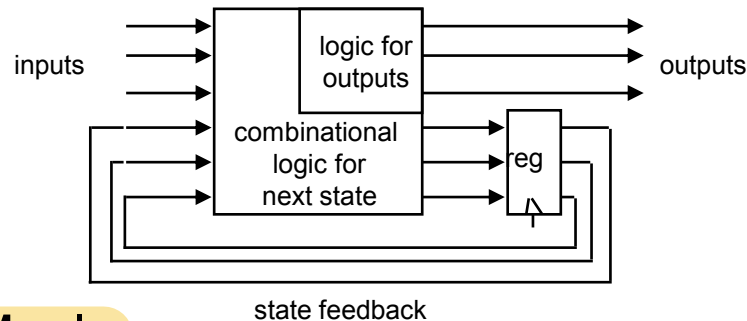 inputs
logic for
outputs
outputs
combinational
logic for
next state
reg
state feedback